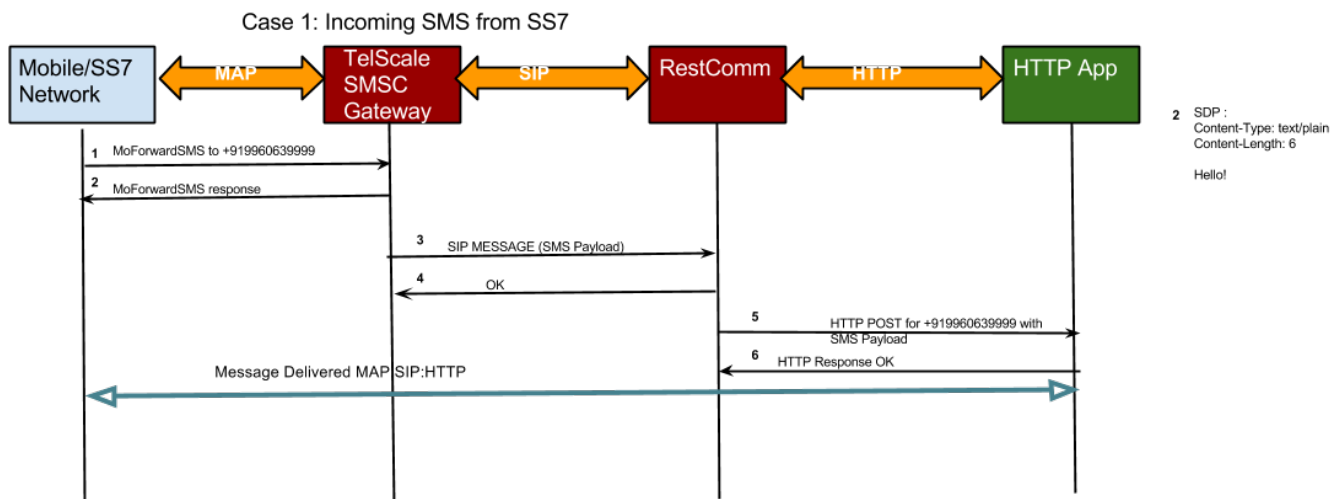 Case 1: Incoming SMS from SS7
Mobile/SS7
Network
MAP
TelScale
SMSC
Gateway
SIP
RestComm
HTTP
HTTP App
2 SDP :
Content-Type: text/plain
Content-Length: 6
Hello!
1 MoForwardSMS to +919960639999
2 MoForwardSMS response
3 SIP MESSAGE (SMS Payload)
4 OK
5 HTTP POST for +919960639999 with
SMS Payload
6 HTTP Response OK
Message Delivered MAP SIP:HTTP